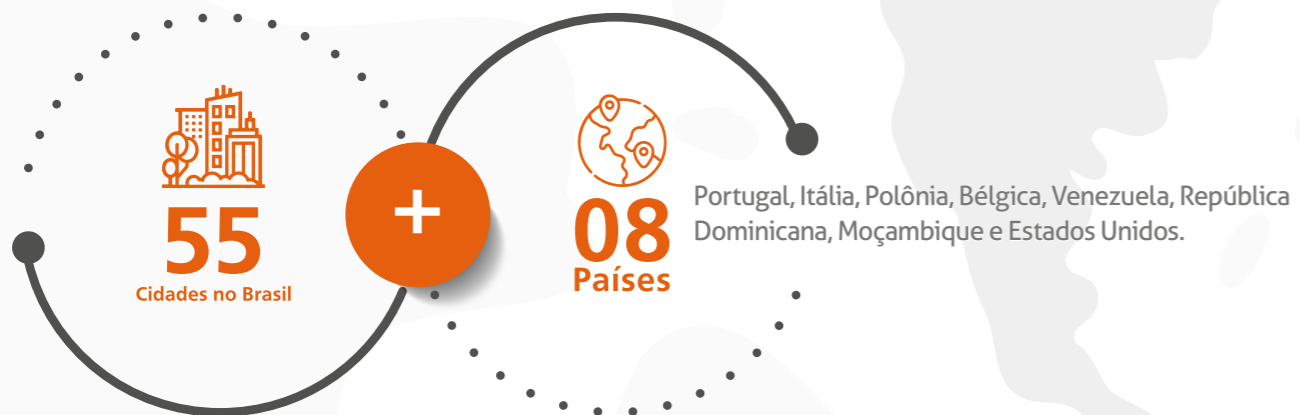 55
Cidades no Brasil
+
08
Países
Portugal, Itália, Polônia, Bélgica, Venezuela, República
Dominicana, Moçambique e Estados Unidos.